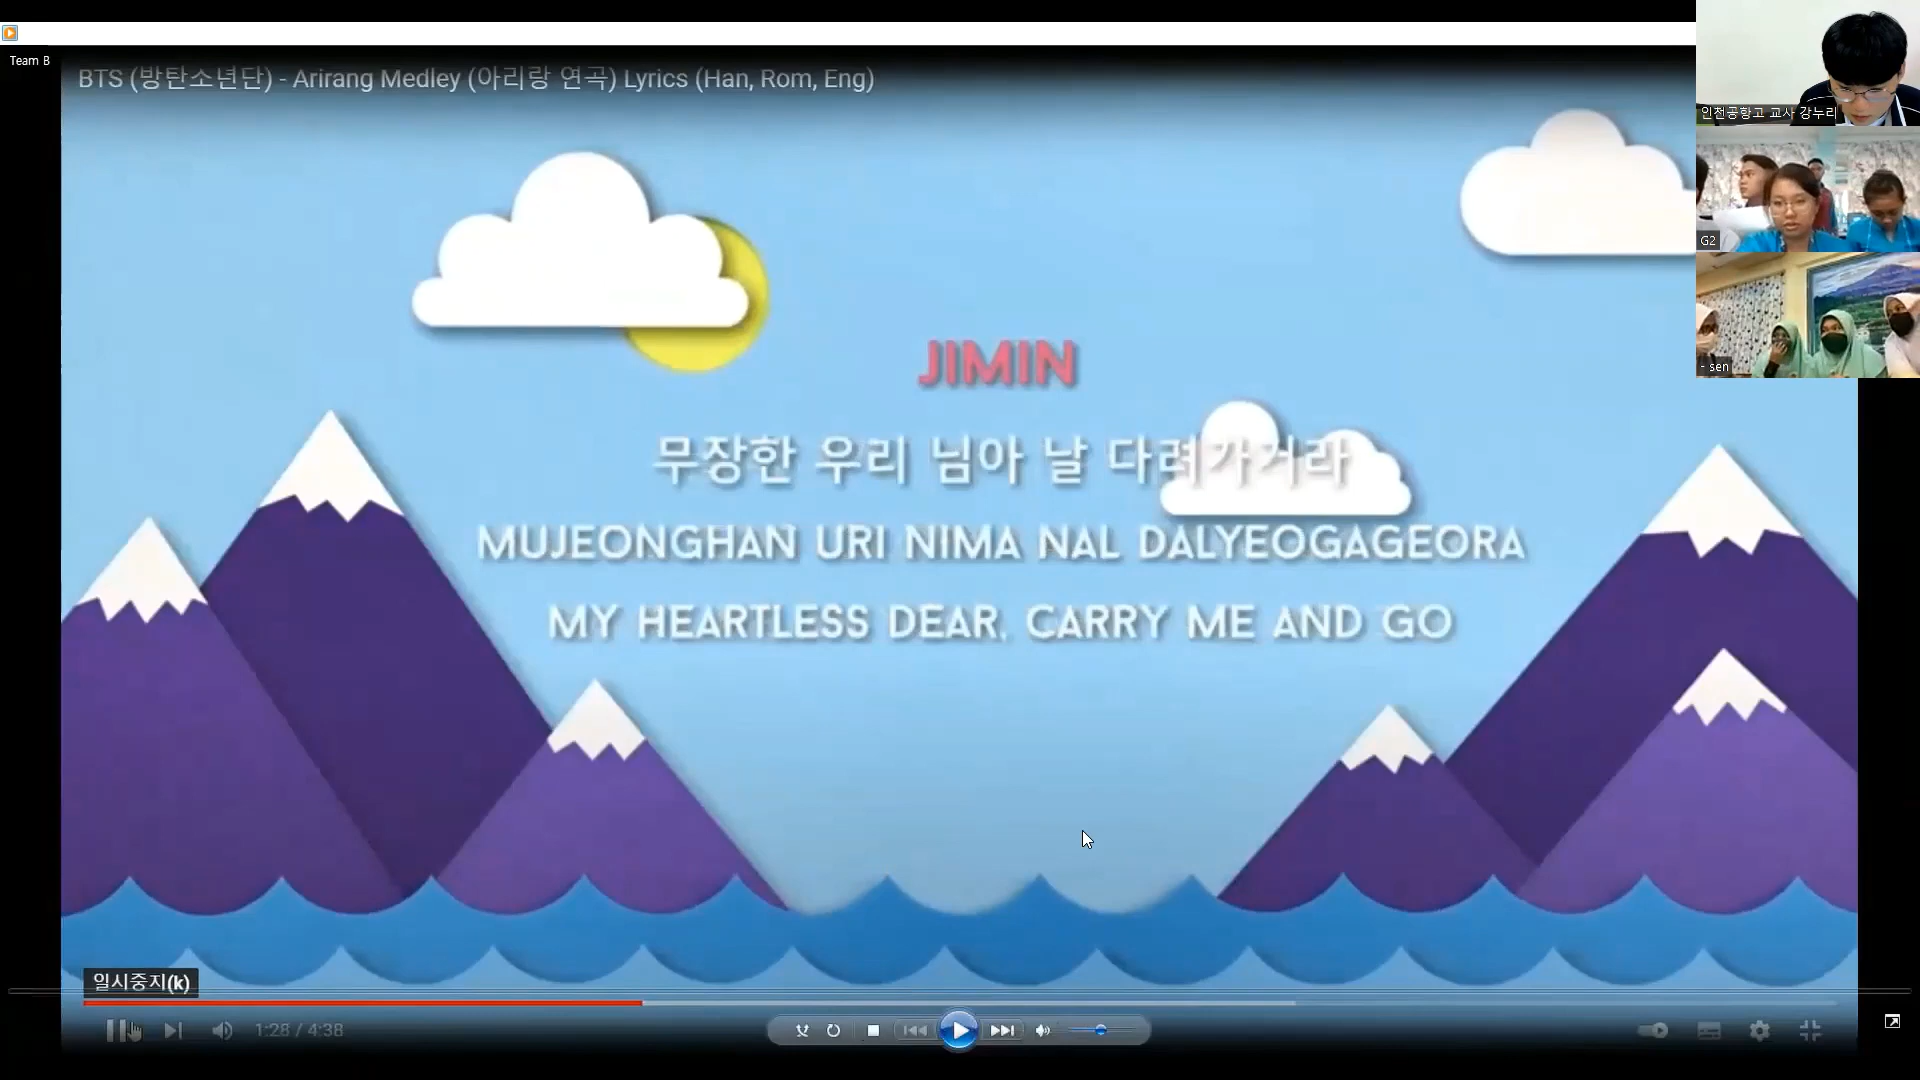 Team B
BTS (방탄소년단) - Arirang Medley (아리랑 연곡) Lyrics (Han, Rom, Eng)
인천공항고 교사 강누리
G2
- sen
JIMIN
무장한 우리 님아 날 다려가거라
MUJEONGHAN URI NIMA NAL DALYEOGAGEORA
MY HEARTLESS DEAR, CARRY ME AND GO
일시중지(k)
1:28 / 4:38